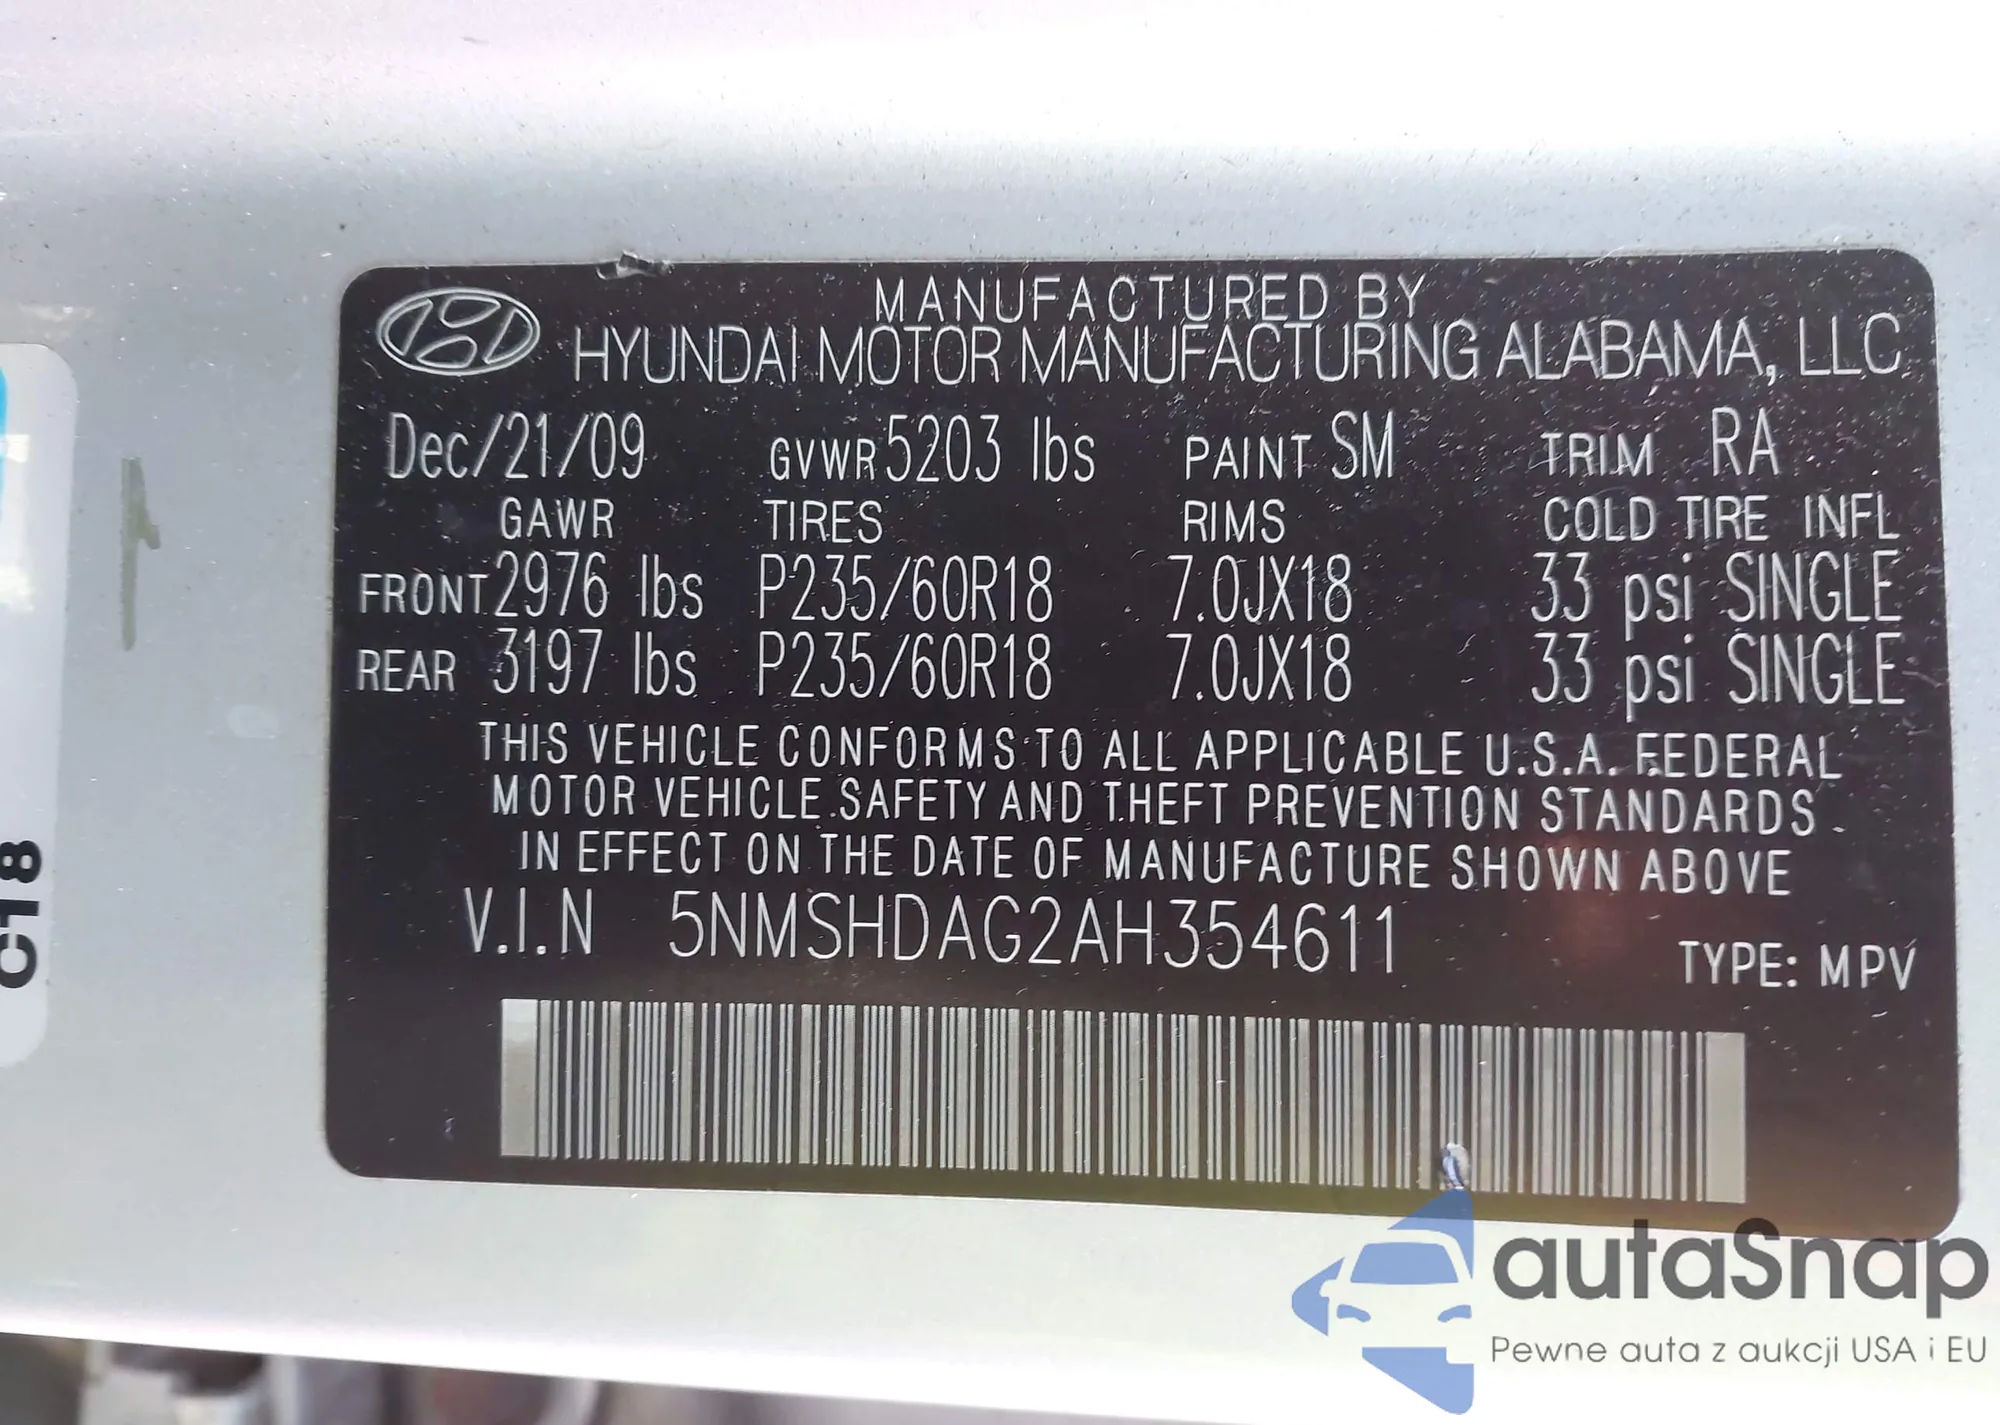 MANUFACTURED BY
HYUNDAI MOTOR MANUFACTURING ALABAMA, LLC
Dec/21/09 GVWR 5203 lbs PAINT SM TRIM RA
GAWR TIRES RIMS COLD TIRE INFL
FRONT 2976 lbs P235/60R18 7.0JX18 33 psi SINGLE
REAR 3197 lbs P235/60R18 7.0JX18 33 psi SINGLE
THIS VEHICLE CONFORMS TO ALL APPLICABLE U.S.A. FEDERAL
MOTOR VEHICLE SAFETY AND THEFT PREVENTION STANDARDS
IN EFFECT ON THE DATE OF MANUFACTURE SHOWN ABOVE
V.I.N 5NMSHDAG2AH354611
TYPE: MPV
C18
autaSnap
Pewne auta z aukcji USA i EU